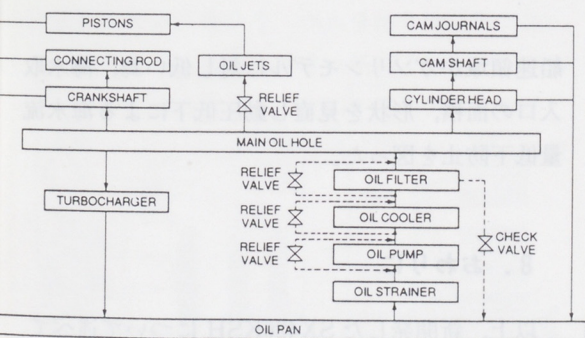 PISTONS
CAM JOURNALS
CONNECTING ROD
OIL JETS
CAM SHAFT
CRANKSHAFT
RELIEF
VALVE
CYLINDER HEAD
MAIN OIL HOLE
RELIEF
VALVE
OIL FILTER
TURBOCHARGER
RELIEF
VALVE
OIL COOLER
CHECK
VALVE
RELIEF
VALVE
OIL PUMP
OIL STRAINER
OIL PAN